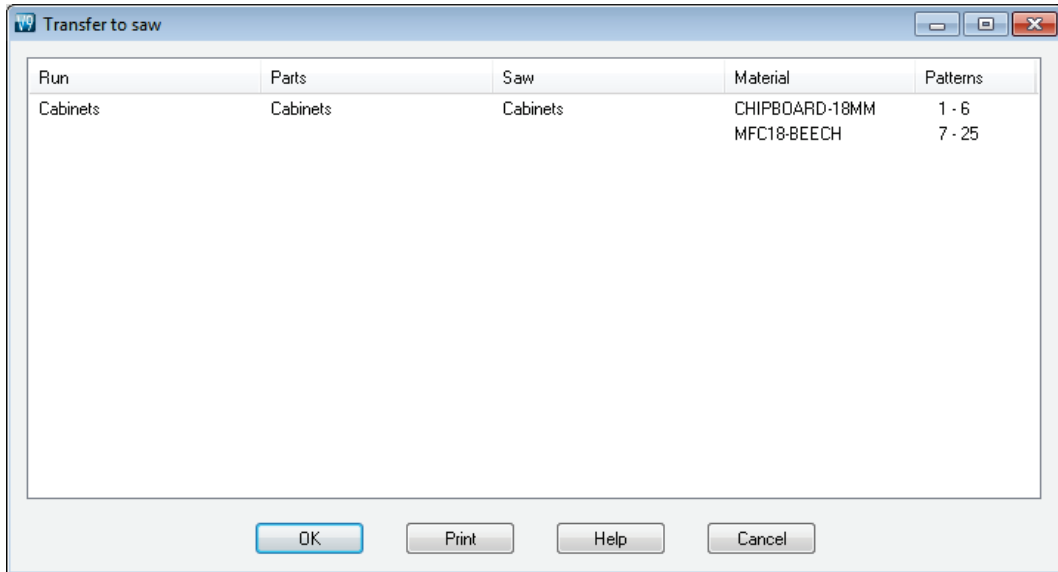 V9 Transfer to saw
Run Parts Saw Material Patterns
Cabinets Cabinets Cabinets CHIPBOARD-18MM 1 - 6
MFC18-BEECH 7 - 25
OK Print Help Cancel